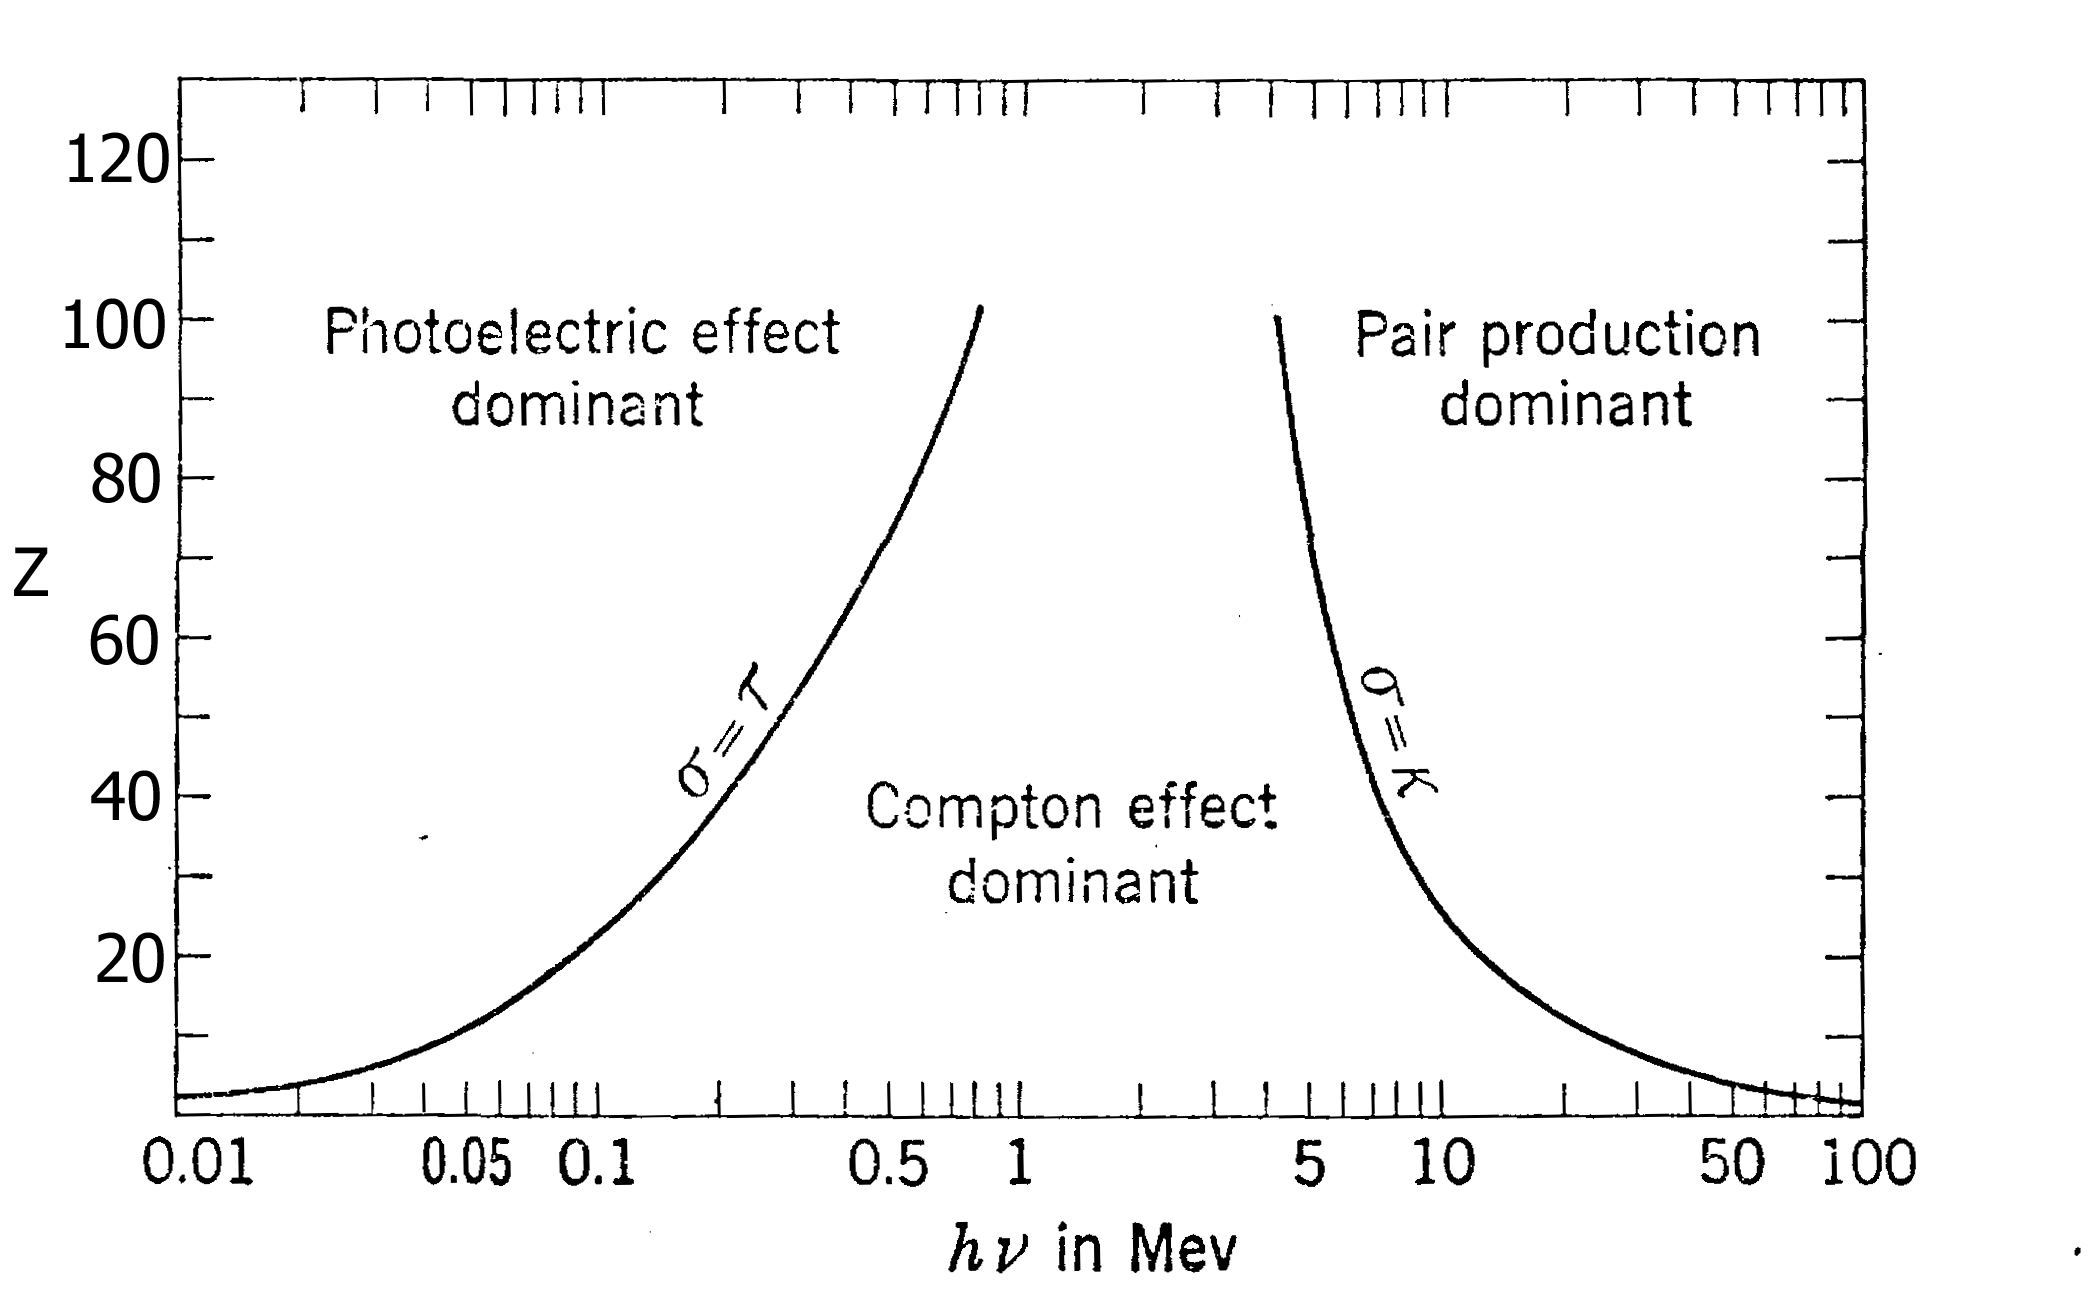 120
100
80
Z
60
40
20
Photoelectric effect
dominant
Pair production
dominant
σ=τ
σ=κ
Compton effect
dominant
0.01 0.05 0.1 0.5 1 5 10 50 100
hν in Mev